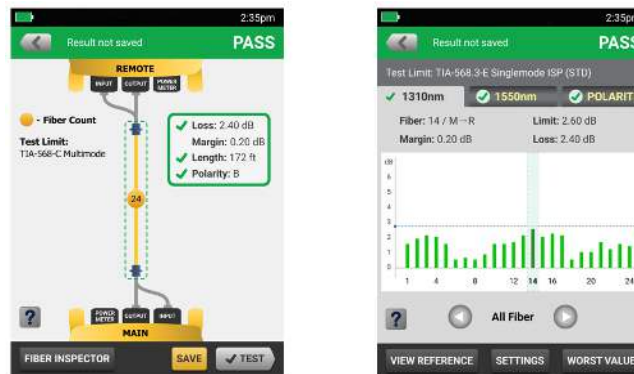 2:35pm
Result not saved
PASS
REMOTE
INPUT OUTPUT POWER METER
- Fiber Count
Test Limit:
TIA-568-C Multimode
Loss: 2.40 dB
Margin: 0.20 dB
Length: 172 ft
Polarity: B
24
?
POWER METER OUTPUT INPUT
MAIN
FIBER INSPECTOR
SAVE
TEST
2:35pm
Result not saved
PASS
Test Limit: TIA-568.3-E Singlemode ISP (STD)
1310nm
1550nm
POLARIT
Fiber: 14 / M→R
Limit: 2.60 dB
Margin: 0.20 dB
Loss: 2.40 dB
dB
6
5
4
3
2
1
0
1 4 8 12 14 16 20 24
?
All Fiber
VIEW REFERENCE
SETTINGS
WORST VALUE